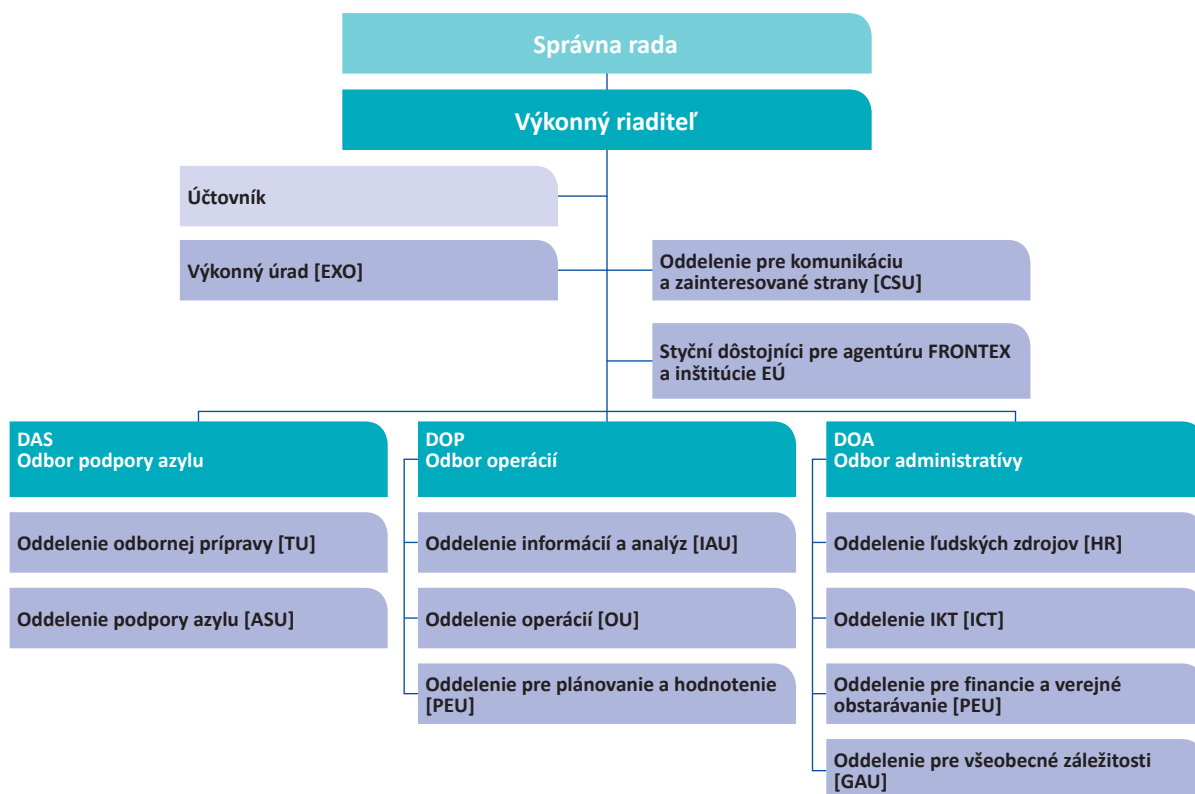 Správna rada
Výkonný riaditeľ
Účtovník
Výkonný úrad [EXO]
Oddelenie pre komunikáciu
a zainteresované strany [CSU]
Styční dôstojníci pre agentúru FRONTEX
a inštitúcie EÚ
DAS
Odbor podpory azylu
Oddelenie odbornej prípravy [TU]
Oddelenie podpory azylu [ASU]
DOP
Odbor operácií
Oddelenie informácií a analýz [IAU]
Oddelenie operácií [OU]
Oddelenie pre plánovanie a hodnotenie
[PEU]
DOA
Odbor administratívy
Oddelenie ľudských zdrojov [HR]
Oddelenie IKT [ICT]
Oddelenie pre financie a verejné
obstarávanie [PEU]
Oddelenie pre všeobecné záležitosti
[GAU]